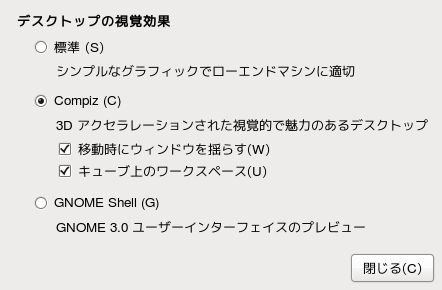 デスクトップの視覚効果
標準 (S)
シンプルなグラフィックでローエンドマシンに適切
Compiz (C)
3D アクセラレーションされた視覚的で魅力のあるデスクトップ
移動時にウィンドウを揺らす(W)
キューブ上のワークスペース(U)
GNOME Shell (G)
GNOME 3.0 ユーザーインターフェイスのプレビュー
閉じる(C)